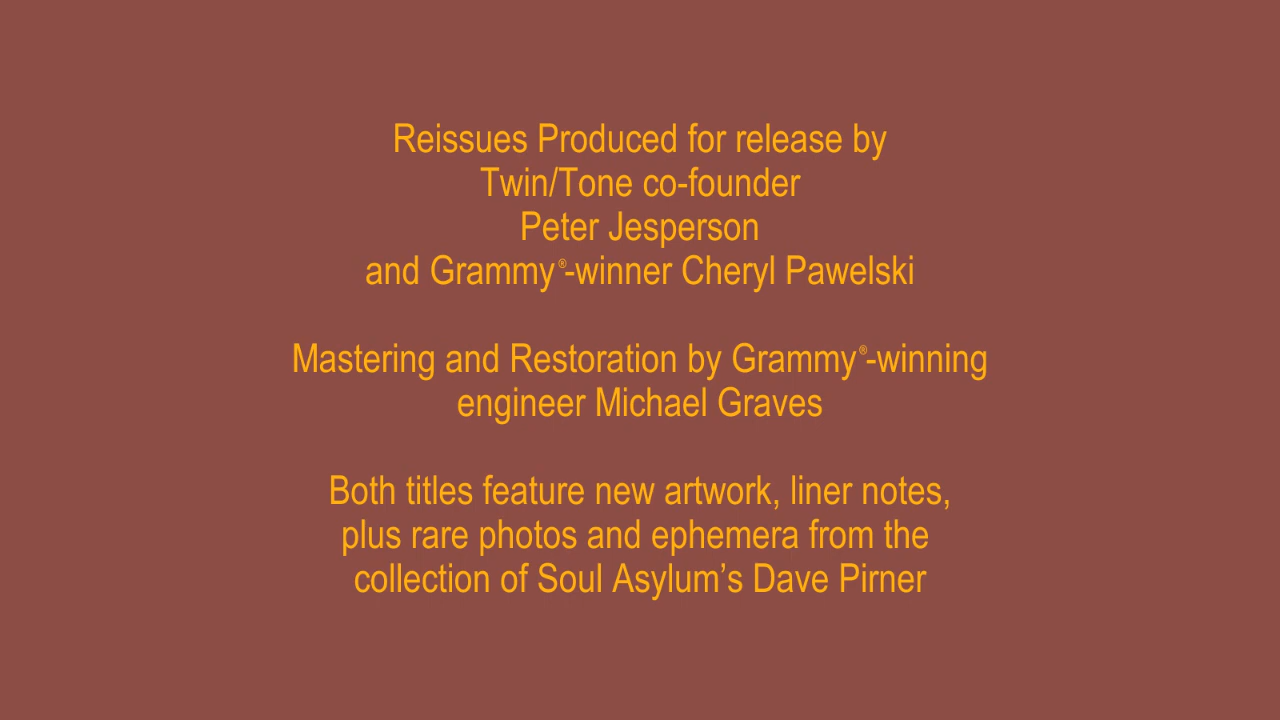 Reissues Produced for release by
Twin/Tone co-founder
Peter Jesperson
and Grammy®-winner Cheryl Pawelski
Mastering and Restoration by Grammy®-winning
engineer Michael Graves
Both titles feature new artwork, liner notes,
plus rare photos and ephemera from the
collection of Soul Asylum’s Dave Pirner